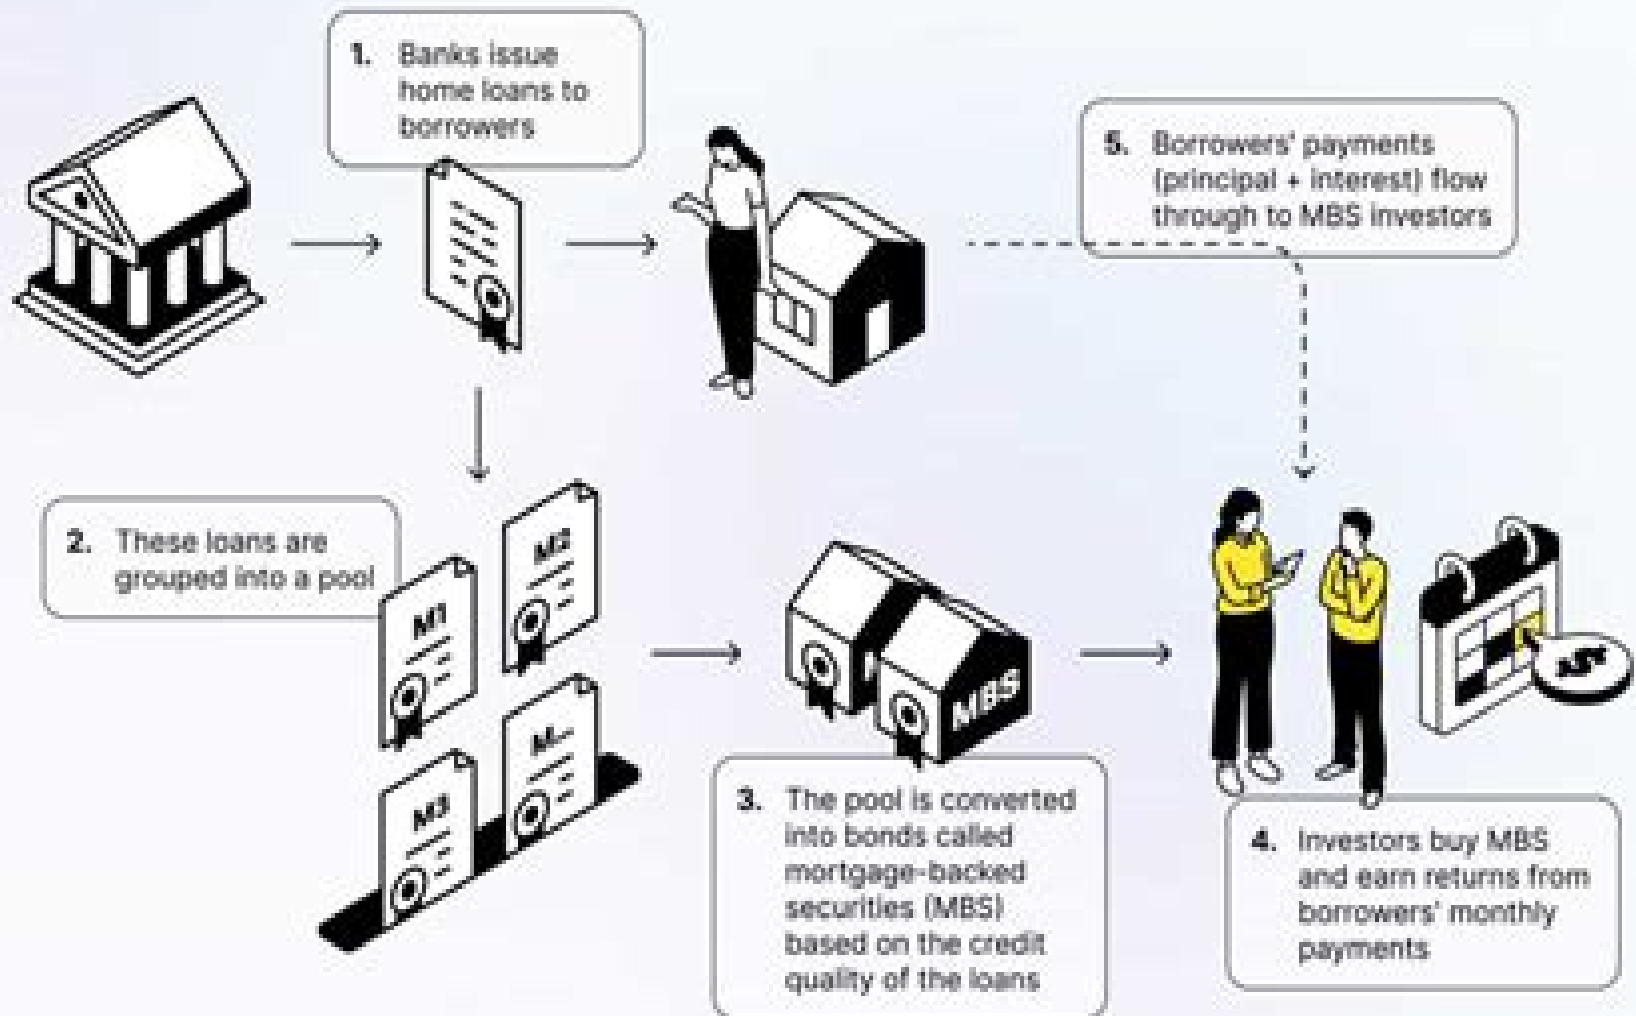 1. Banks issue
home loans to
borrowers
5. Borrowers' payments
(principal + interest) flow
through to MBS investors
2. These loans are
grouped into a pool
M1
M2
M3
M...
MBS
3. The pool is converted
into bonds called
mortgage-backed
securities (MBS)
based on the credit
quality of the loans
4. Investors buy MBS
and earn returns from
borrowers' monthly
payments